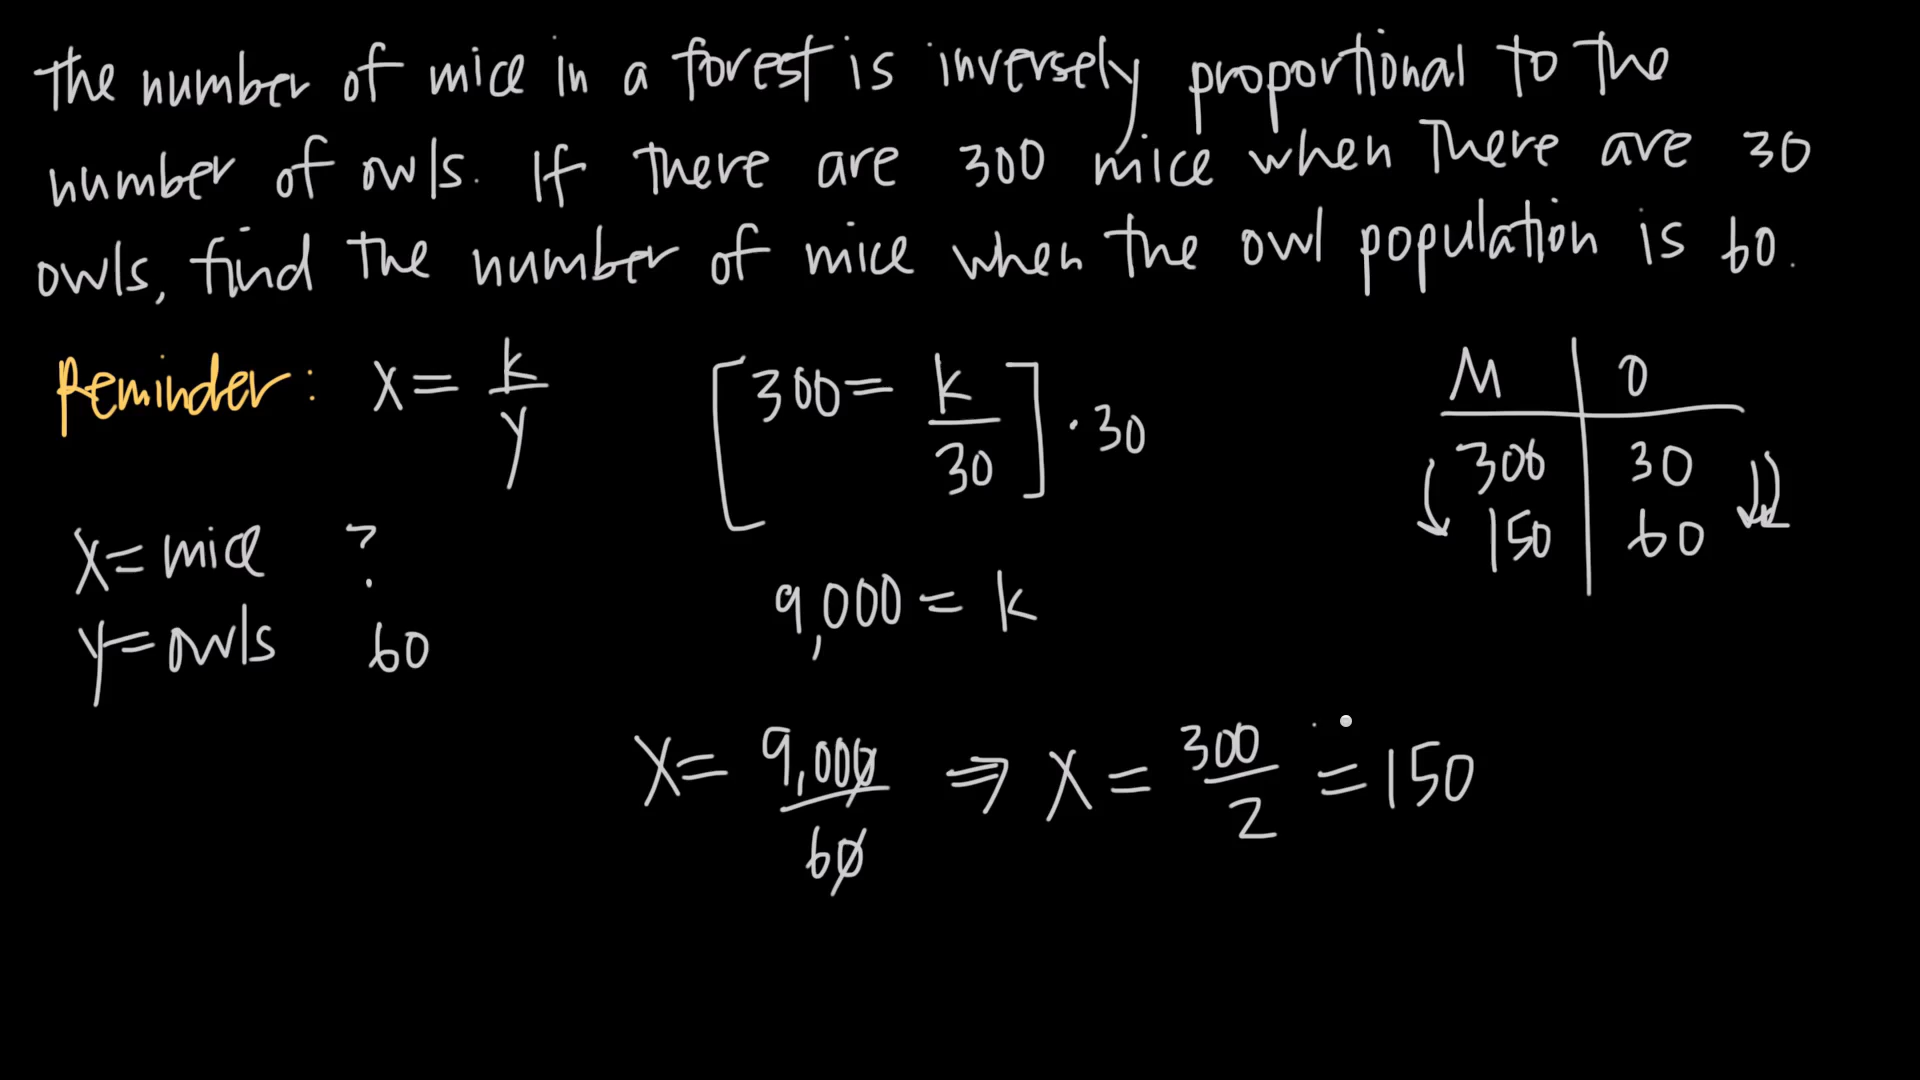 The number of mice in a forest is inversely proportional to the
number of owls. If there are 300 mice when there are 30
owls, find the number of mice when the owl population is 60.
Reminder: x = k/y
[300 = k/30] · 30
M | O
300 | 30
150 | 60
x = mice ?
y = owls 60
9,000 = k
x = 9,000/60 ⇒ x = 300/2 = 150